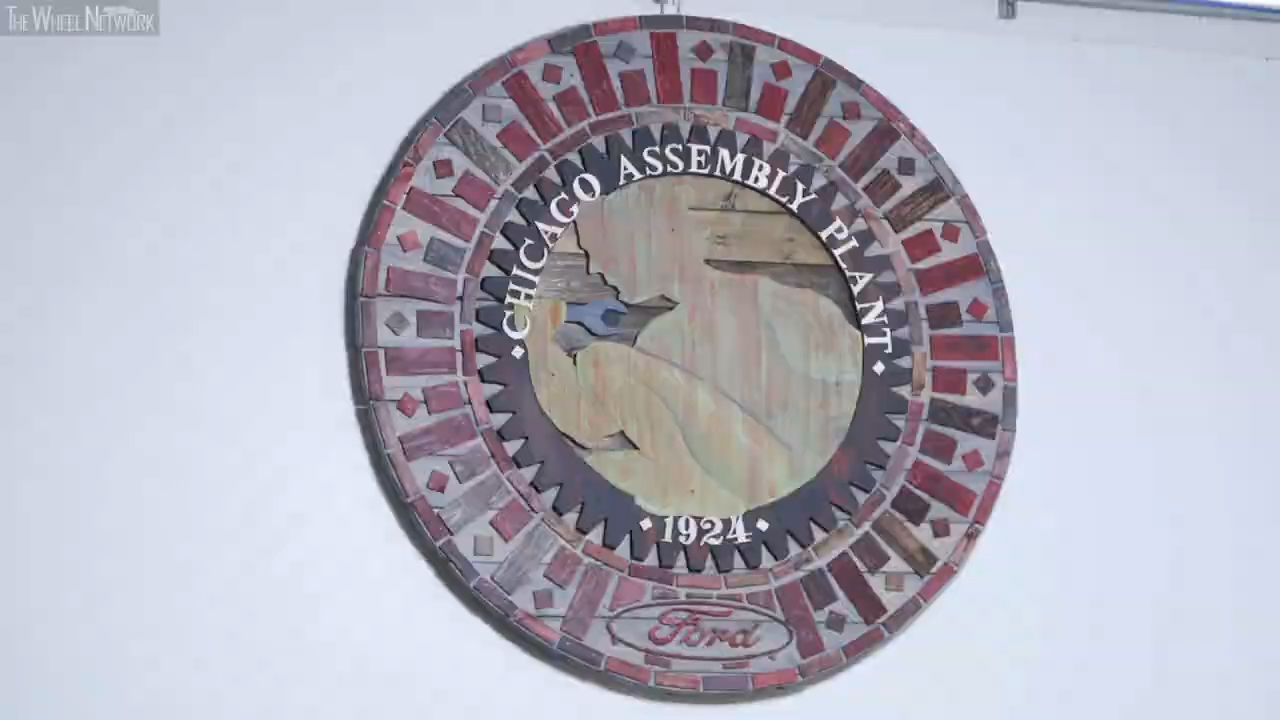 THE WHEEL NETWORK
• CHICAGO ASSEMBLY PLANT •
• 1924 •
Ford